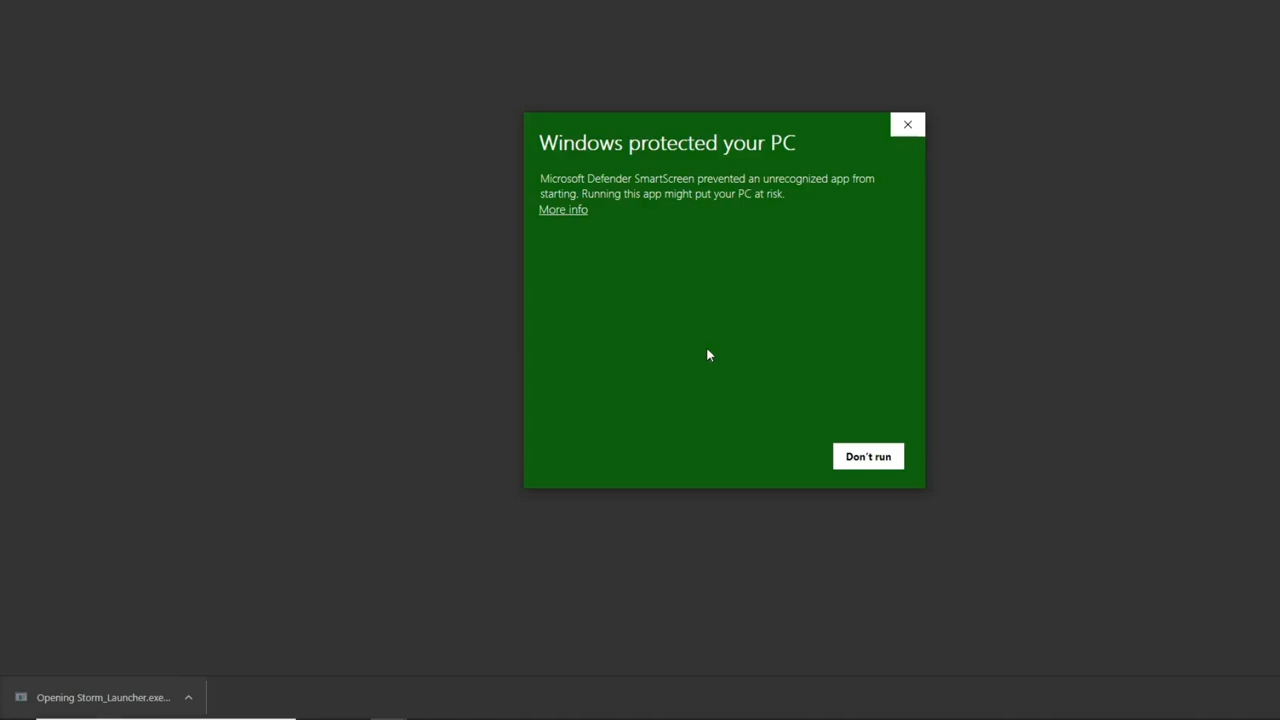 Windows protected your PC
Microsoft Defender SmartScreen prevented an unrecognized app from
starting. Running this app might put your PC at risk.
More info
Don't run
Opening Storm_Launcher.exe...